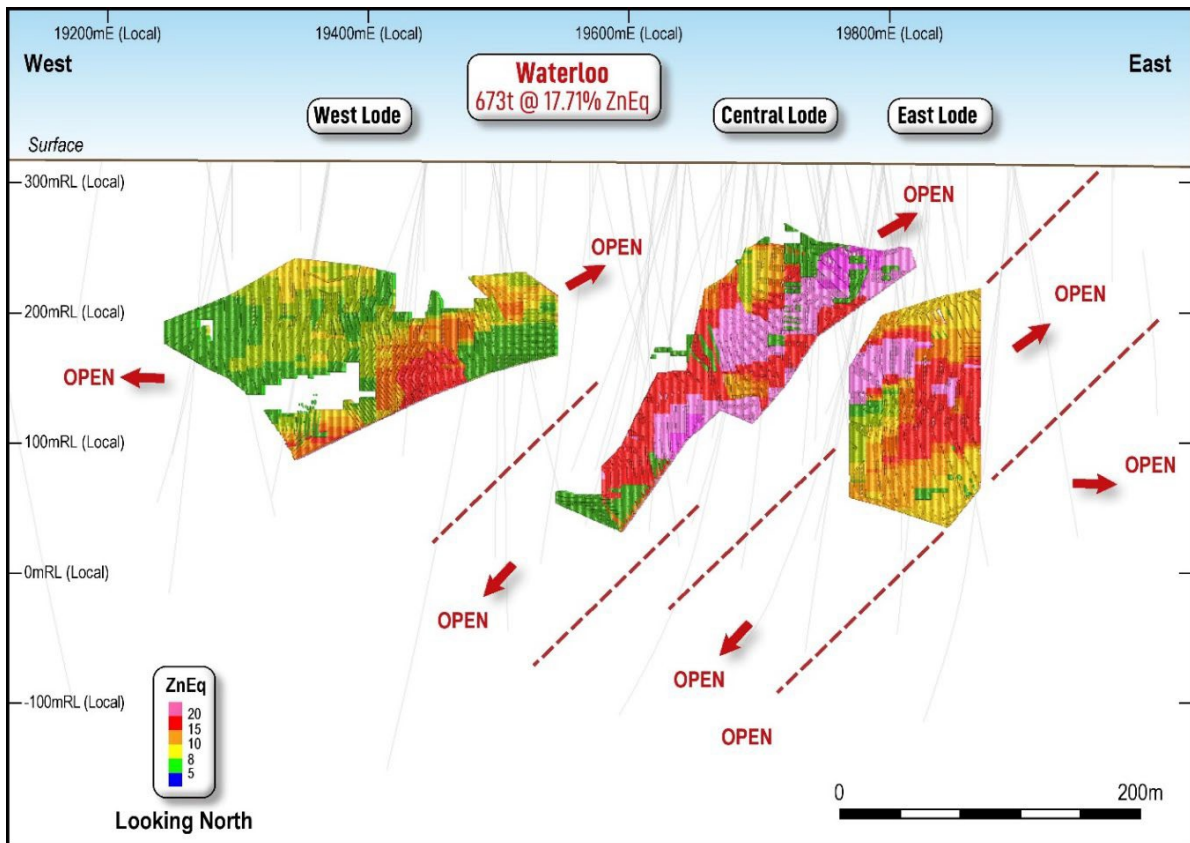 19200mE (Local)
19400mE (Local)
19600mE (Local)
19800mE (Local)
West
Waterloo
673t @ 17.71% ZnEq
East
West Lode
Central Lode
East Lode
Surface
300mRL (Local)
OPEN
OPEN
200mRL (Local)
OPEN
OPEN
100mRL (Local)
OPEN
0mRL (Local)
OPEN
OPEN
-100mRL (Local)
OPEN
ZnEq
20
15
10
8
5
0
200m
Looking North